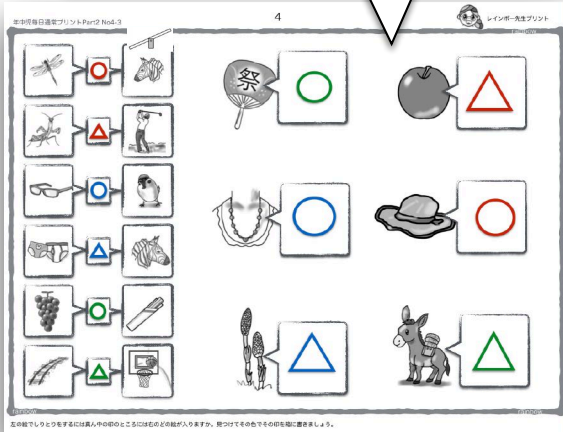 年中児毎日通常プリントPart2 No4-3
4
レインボー先生プリント
祭
左の絵でしりとりをするには真ん中の印のところには右のどの絵が入りますか。見つけてその色でその印を箱に書きましょう。